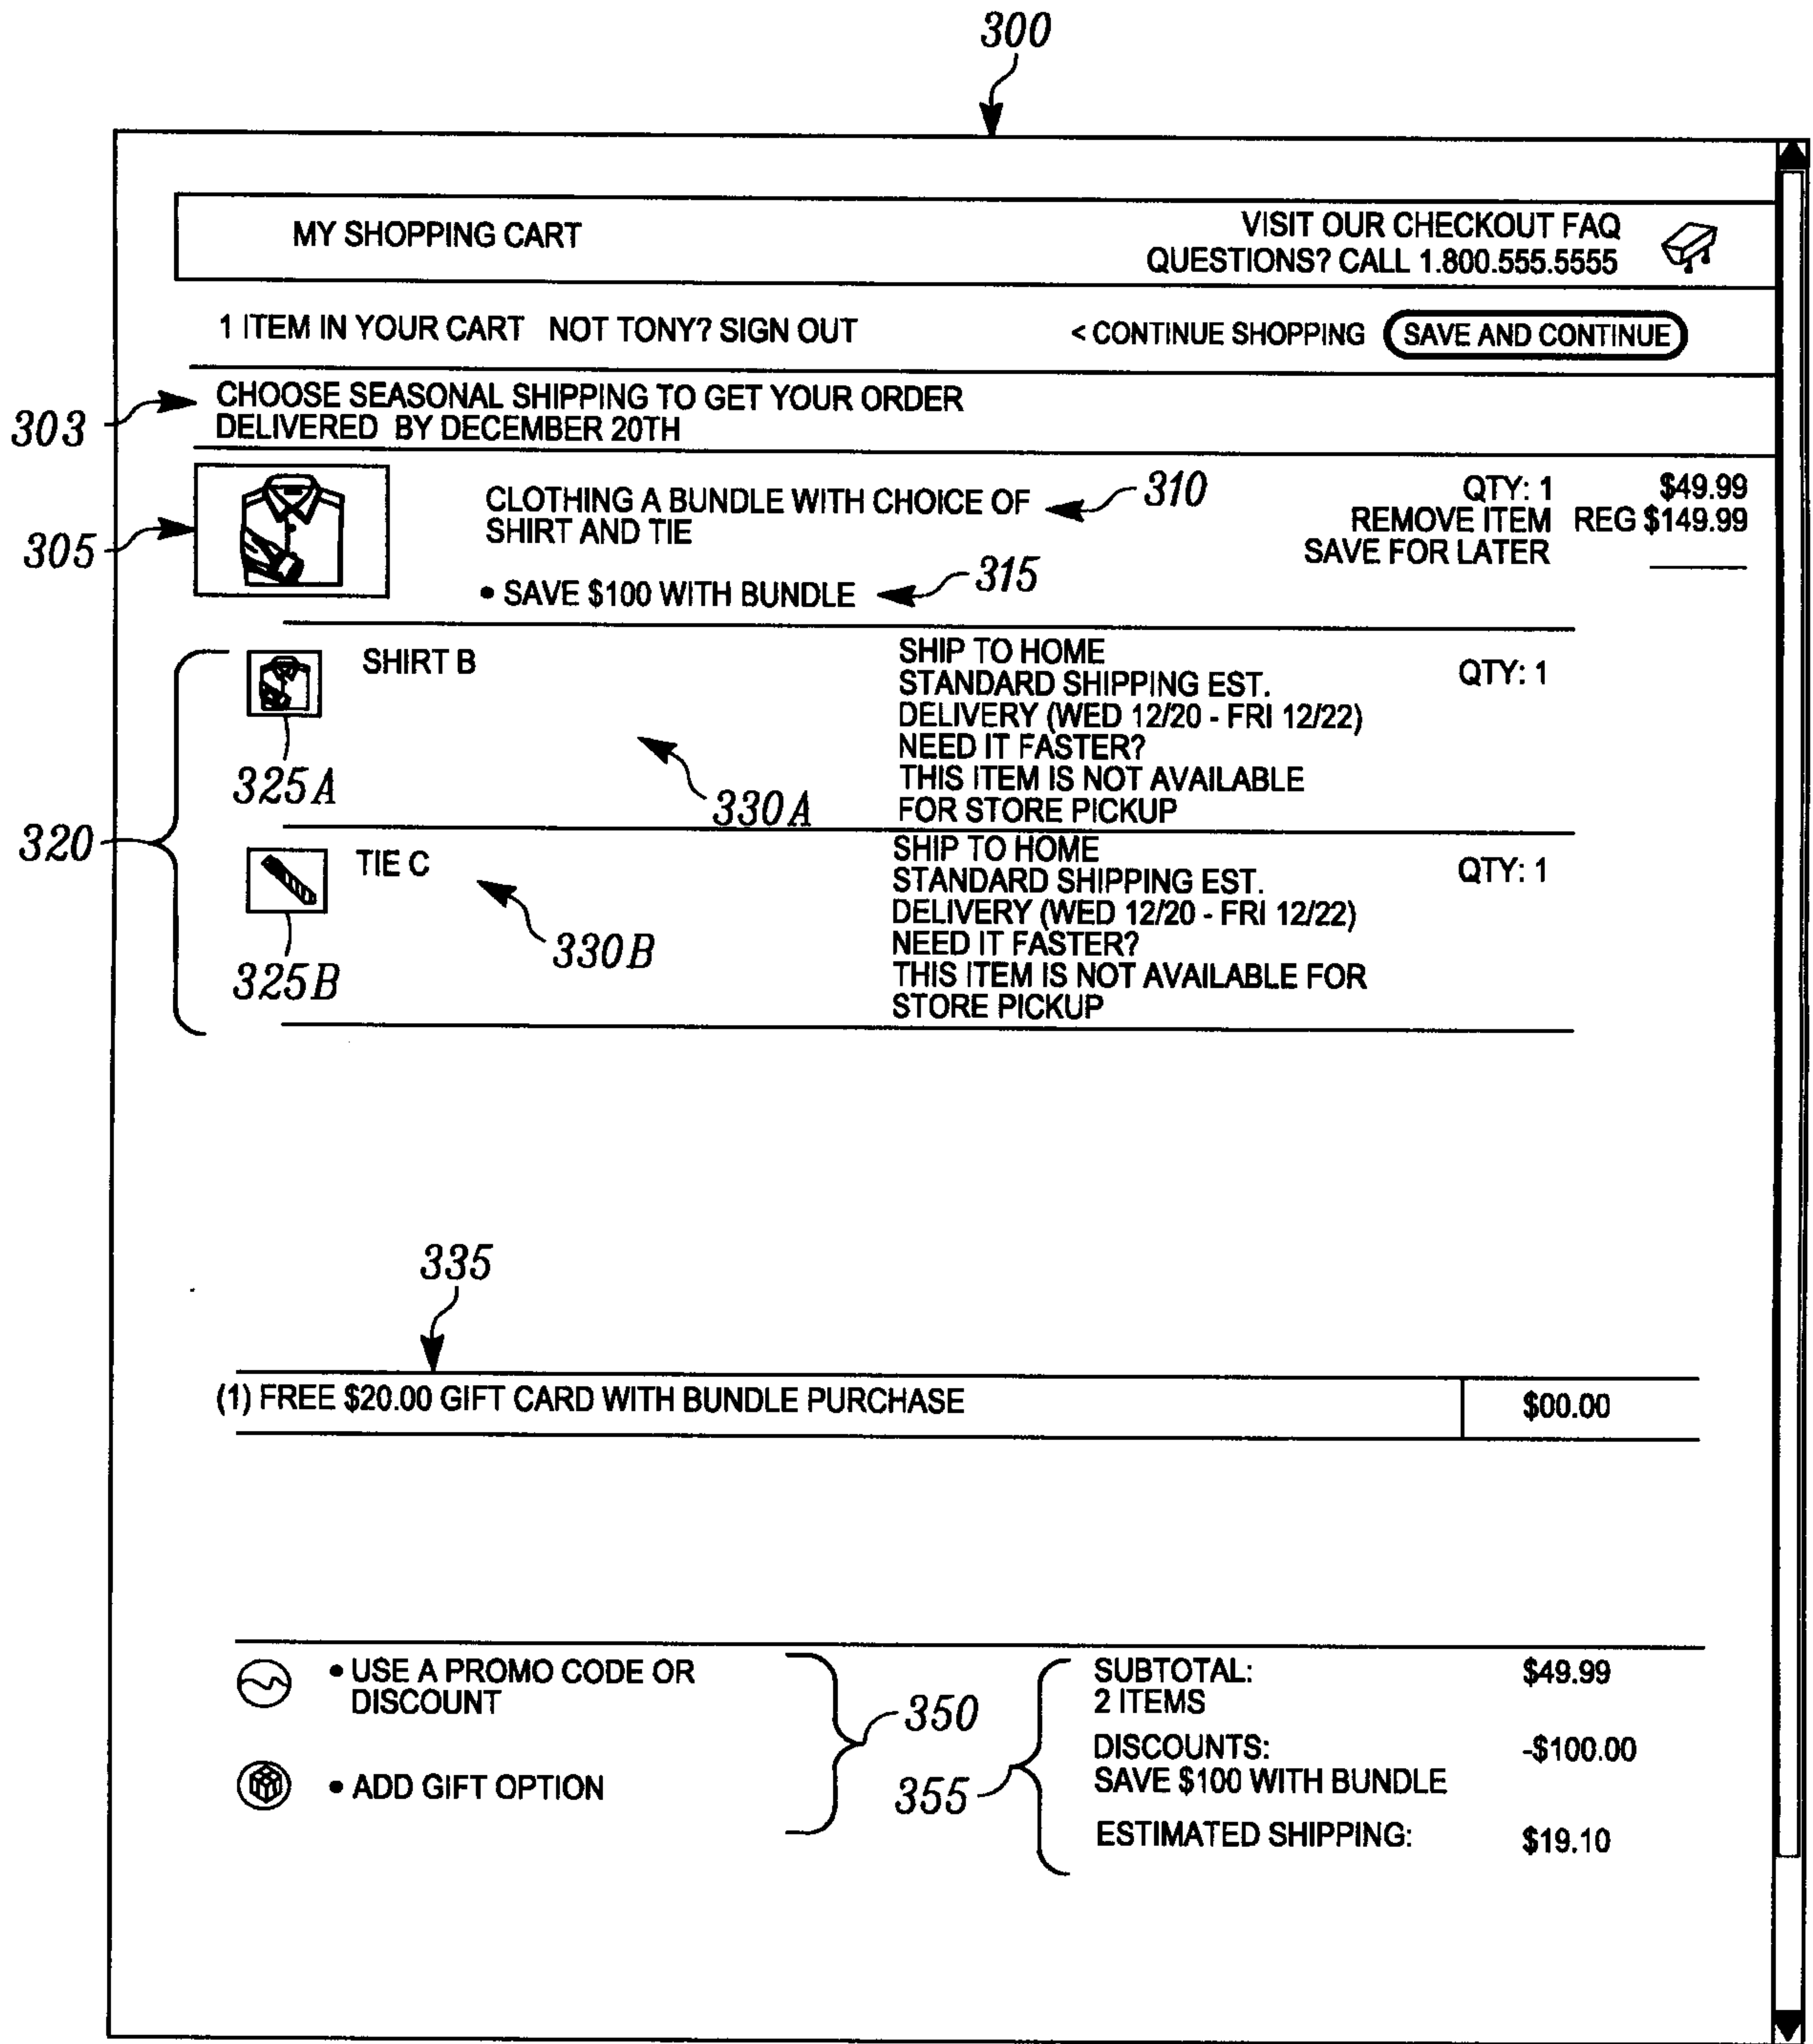 300
MY SHOPPING CART
VISIT OUR CHECKOUT FAQ
QUESTIONS? CALL 1.800.555.5555
1 ITEM IN YOUR CART NOT TONY? SIGN OUT
< CONTINUE SHOPPING
SAVE AND CONTINUE
303
CHOOSE SEASONAL SHIPPING TO GET YOUR ORDER
DELIVERED BY DECEMBER 20TH
305
CLOTHING A BUNDLE WITH CHOICE OF
SHIRT AND TIE
310
QTY: 1 $49.99
REMOVE ITEM REG $149.99
SAVE FOR LATER
• SAVE $100 WITH BUNDLE
315
320
SHIRT B
325A
330A
SHIP TO HOME
STANDARD SHIPPING EST.
DELIVERY (WED 12/20 - FRI 12/22)
NEED IT FASTER?
THIS ITEM IS NOT AVAILABLE
FOR STORE PICKUP
QTY: 1
TIE C
325B
330B
SHIP TO HOME
STANDARD SHIPPING EST.
DELIVERY (WED 12/20 - FRI 12/22)
NEED IT FASTER?
THIS ITEM IS NOT AVAILABLE FOR
STORE PICKUP
QTY: 1
335
(1) FREE $20.00 GIFT CARD WITH BUNDLE PURCHASE $00.00
• USE A PROMO CODE OR
DISCOUNT
• ADD GIFT OPTION
350
355
SUBTOTAL: $49.99
2 ITEMS
DISCOUNTS: -$100.00
SAVE $100 WITH BUNDLE
ESTIMATED SHIPPING: $19.10